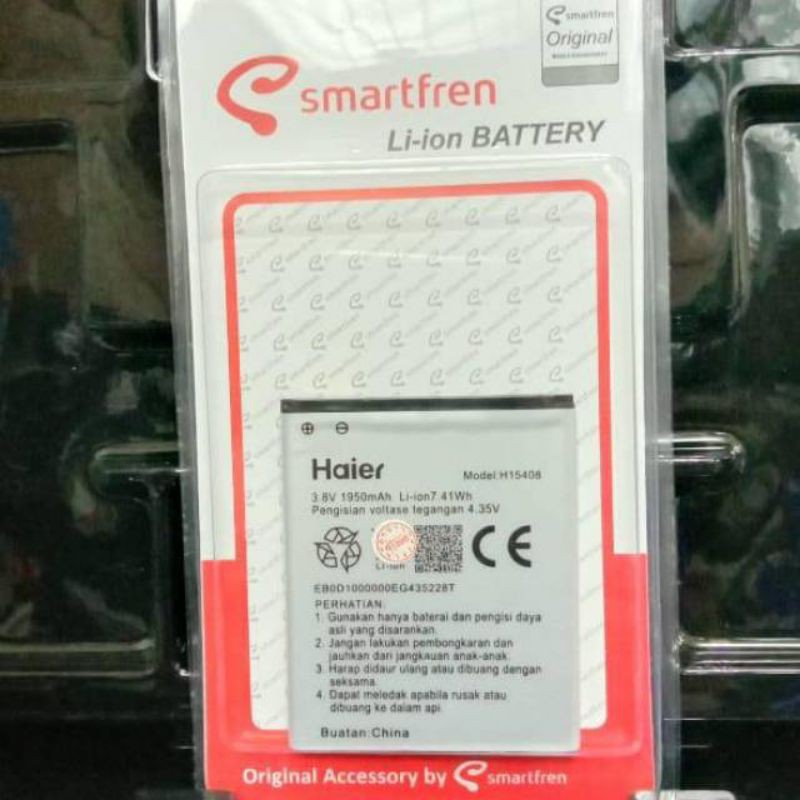 smartfren
Original
smartfren
Li-ion BATTERY
Haier
Model:H15408
3.8V 1950mAh Li-ion7.41Wh
Pengisian voltase tegangan 4.35V
Li-ion
CE
EB0D1000000EG435228T
PERHATIAN:
1. Gunakan hanya baterai dan pengisi daya
asli yang disarankan.
2. Jangan lakukan pembongkaran dan
jauhkan dari jangkauan anak-anak.
3. Harap didaur ulang atau dibuang dengan
seksama.
4. Dapat meledak apabila rusak atau
dibuang ke dalam api.
Buatan:China
Original Accessory by smartfren